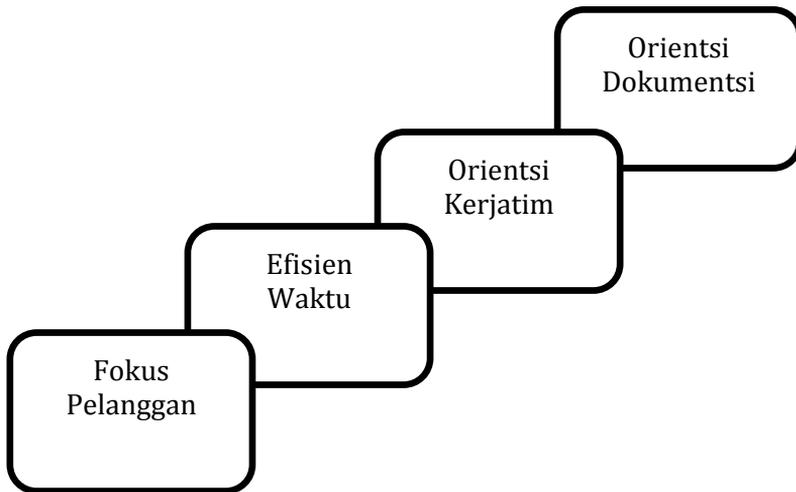 Orientsi
Dokumentsi
Orientsi
Kerjatim
Efisien
Waktu
Fokus
Pelanggan